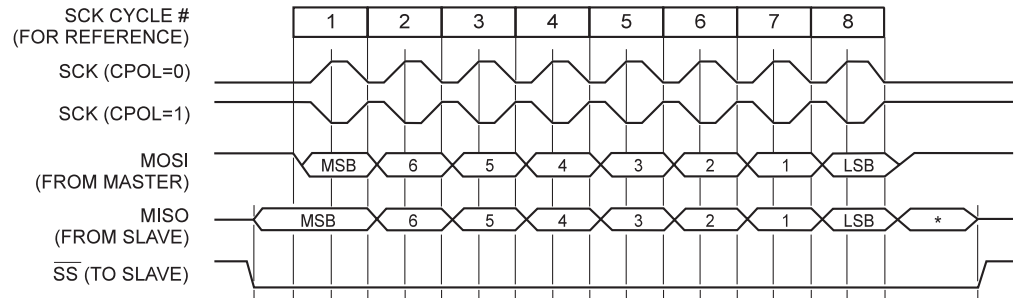 SCK CYCLE # 1 2 3 4 5 6 7 8
(FOR REFERENCE)
SCK (CPOL=0)
SCK (CPOL=1)
MOSI MSB 6 5 4 3 2 1 LSB
(FROM MASTER)
MISO MSB 6 5 4 3 2 1 LSB *
(FROM SLAVE)
SS (TO SLAVE)